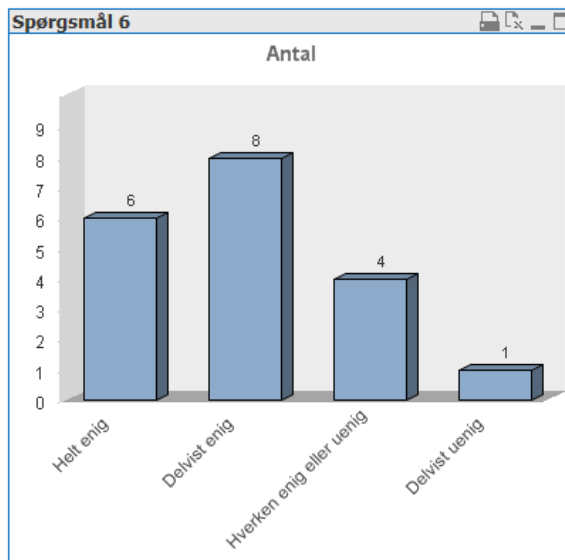 Spørgsmål 6
Antal
9
8
7
6
5
4
3
2
1
0
6
8
4
1
Helt enig
Delvist enig
Hverken enig eller uenig
Delvist uenig